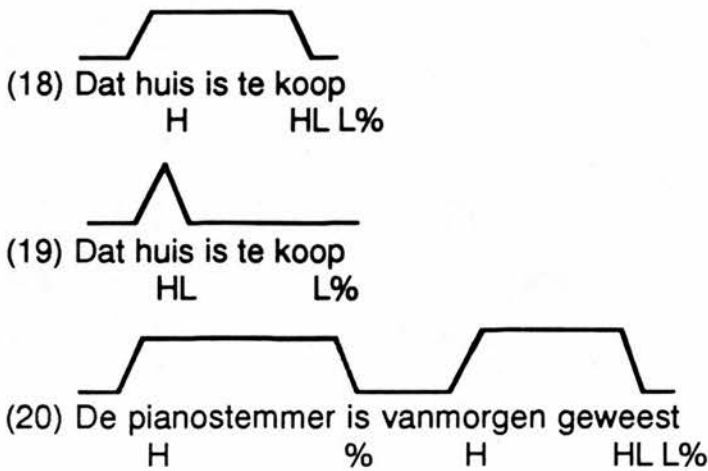 (18) Dat huis is te koop
H HL L%
(19) Dat huis is te koop
HL L%
(20) De pianostemmer is vanmorgen geweest
H % H HL L%